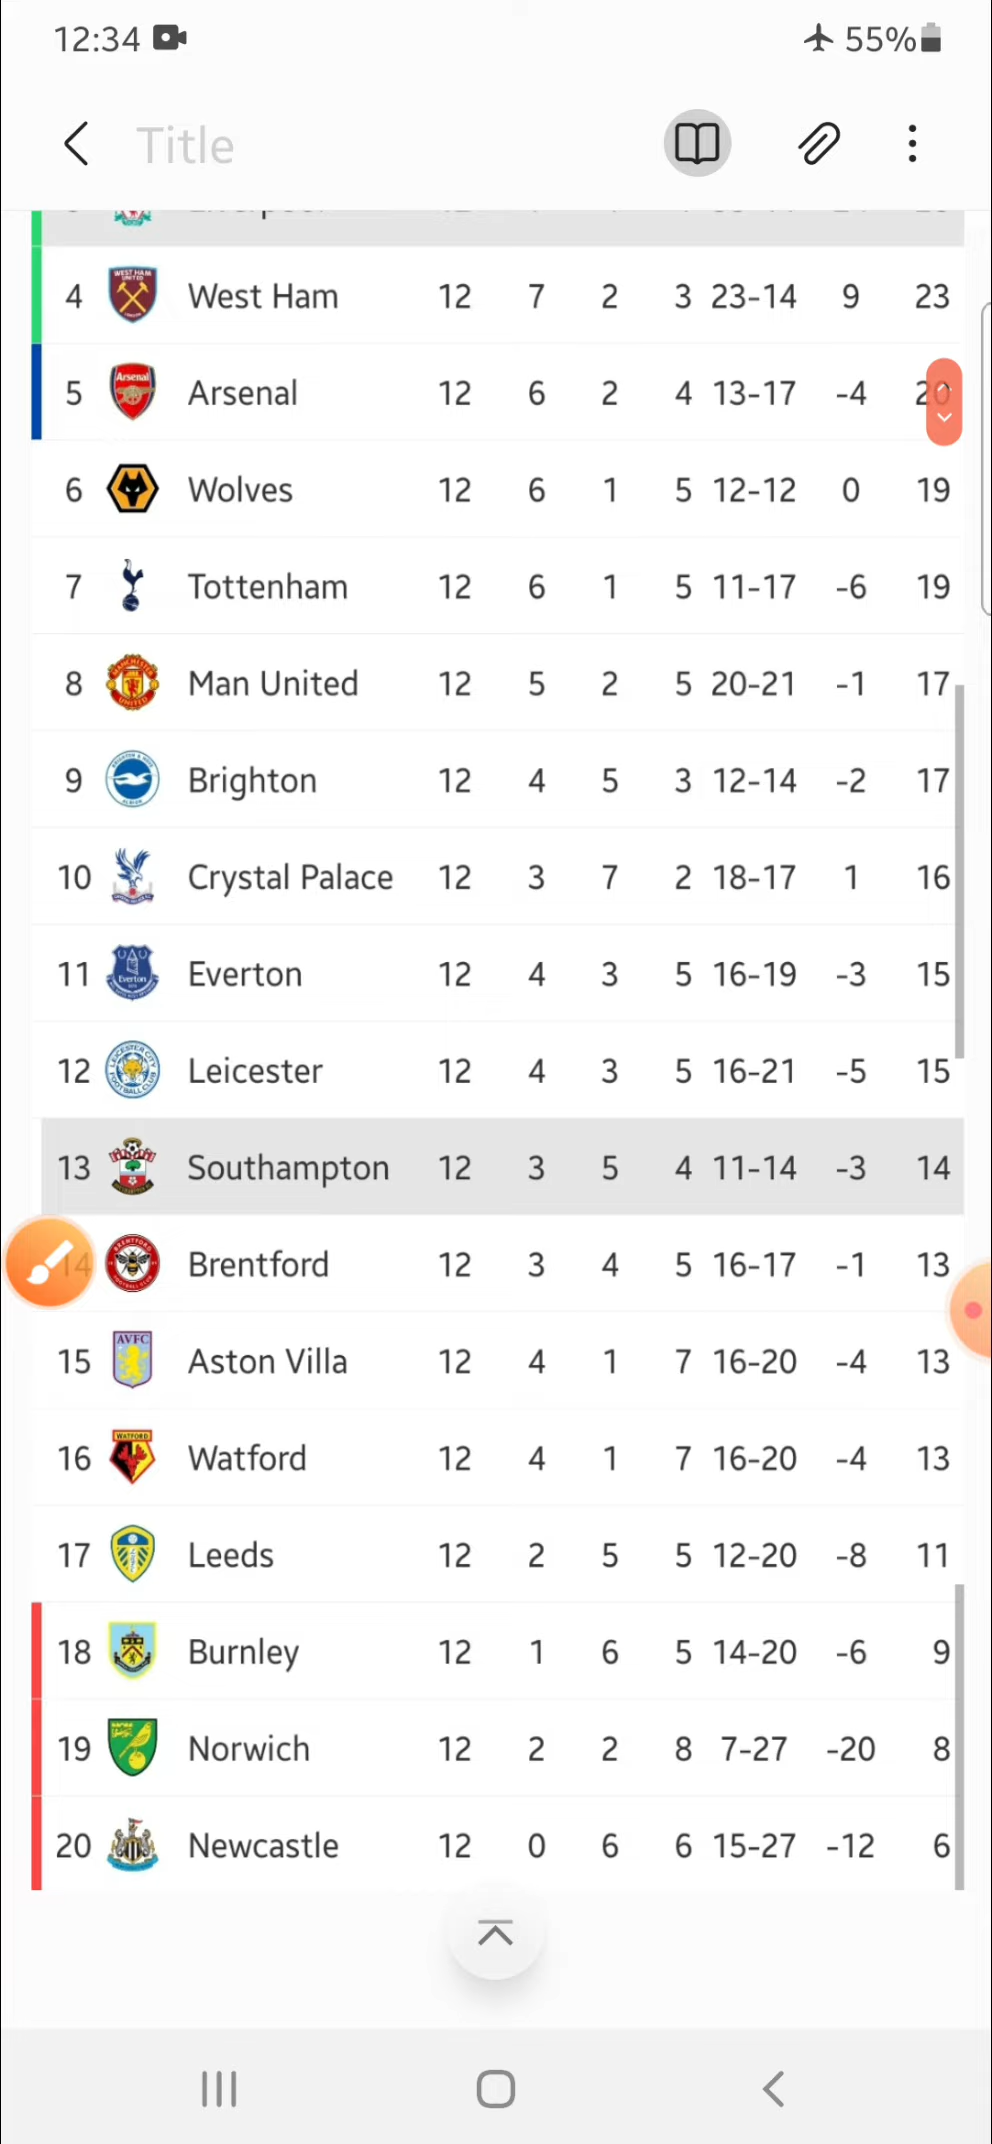 12:34 55%
Title
4 West Ham 12 7 2 3 23-14 9 23
5 Arsenal 12 6 2 4 13-17 -4 20
6 Wolves 12 6 1 5 12-12 0 19
7 Tottenham 12 6 1 5 11-17 -6 19
8 Man United 12 5 2 5 20-21 -1 17
9 Brighton 12 4 5 3 12-14 -2 17
10 Crystal Palace 12 3 7 2 18-17 1 16
11 Everton 12 4 3 5 16-19 -3 15
12 Leicester 12 4 3 5 16-21 -5 15
13 Southampton 12 3 5 4 11-14 -3 14
14 Brentford 12 3 4 5 16-17 -1 13
15 Aston Villa 12 4 1 7 16-20 -4 13
16 Watford 12 4 1 7 16-20 -4 13
17 Leeds 12 2 5 5 12-20 -8 11
18 Burnley 12 1 6 5 14-20 -6 9
19 Norwich 12 2 2 8 7-27 -20 8
20 Newcastle 12 0 6 6 15-27 -12 6